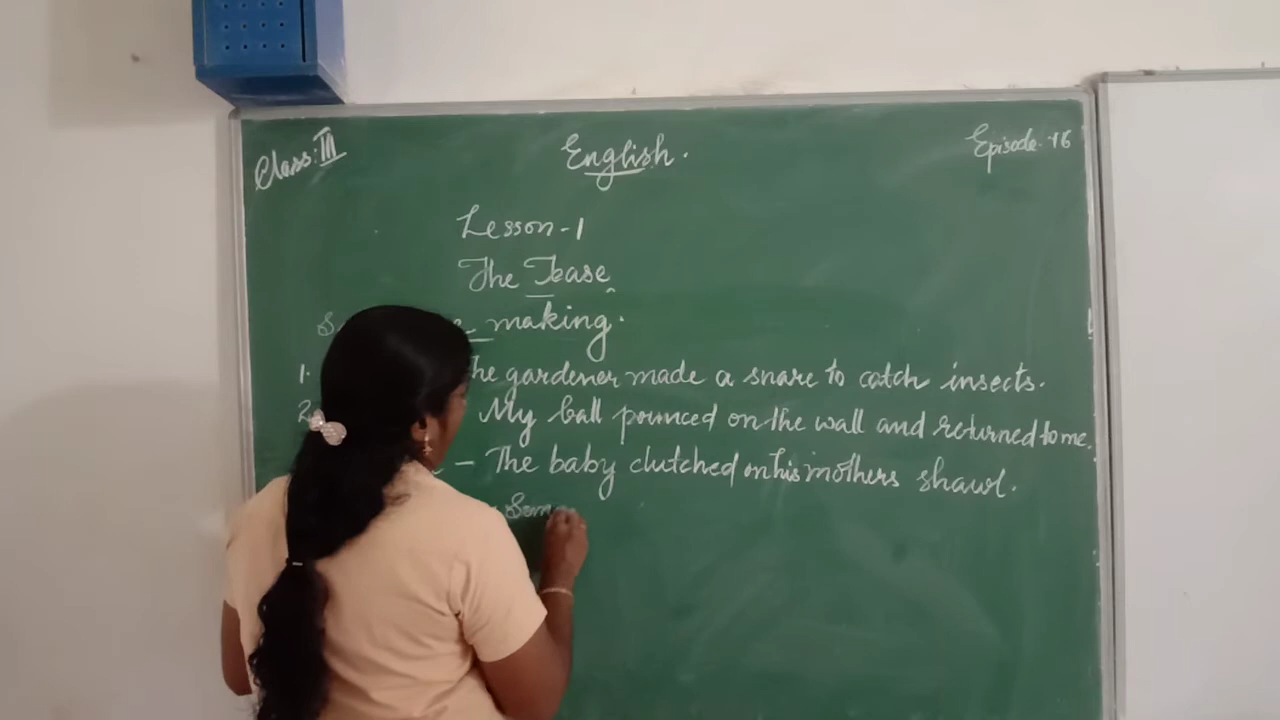 Class: III English. Episode-16
Lesson-1
The Tease
making.
1. The gardener made a snare to catch insects.
2 My ball pounced on the wall and returned to me.
- The baby clutched on his mothers shawl.